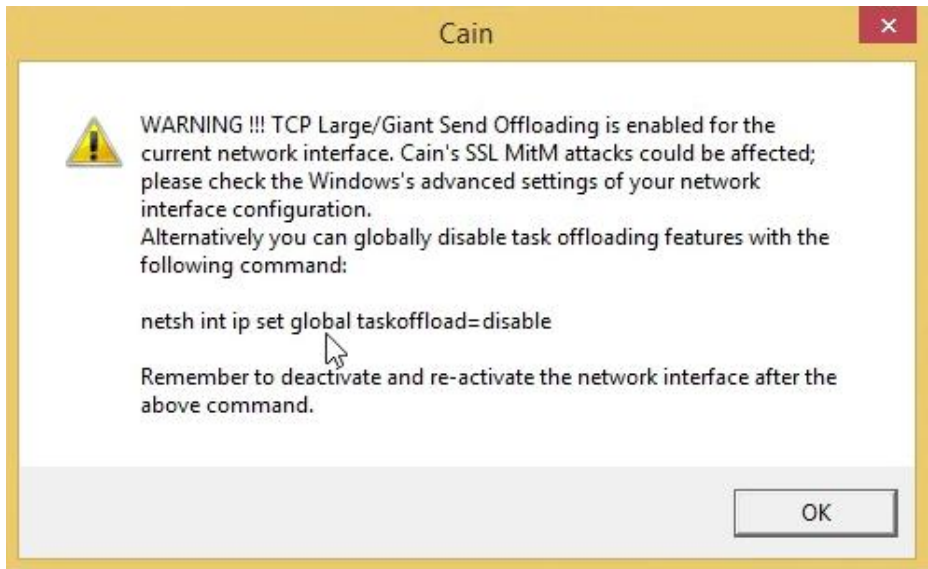 Cain
WARNING !!! TCP Large/Giant Send Offloading is enabled for the
current network interface. Cain's SSL MitM attacks could be affected;
please check the Windows's advanced settings of your network
interface configuration.
Alternatively you can globally disable task offloading features with the
following command:
netsh int ip set global taskoffload=disable
Remember to deactivate and re-activate the network interface after the
above command.
OK